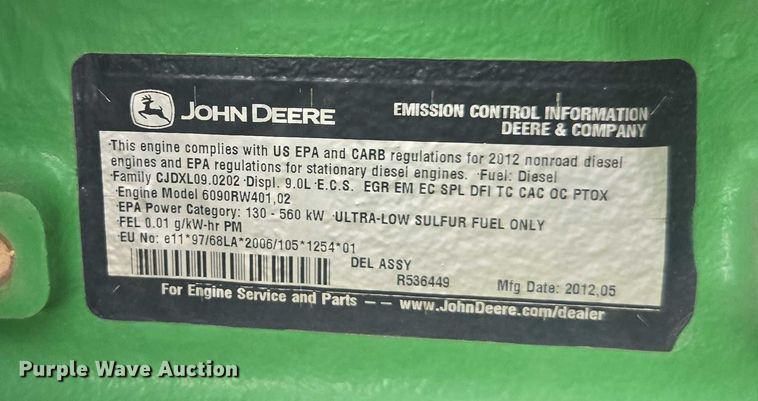 JOHN DEERE
EMISSION CONTROL INFORMATION
DEERE & COMPANY
·This engine complies with US EPA and CARB regulations for 2012 nonroad diesel
engines and EPA regulations for stationary diesel engines. ·Fuel: Diesel
·Family CJDXL09.0202 ·Displ. 9.0L ·E.C.S. EGR EM EC SPL DFI TC CAC OC PTOX
·Engine Model 6090RW401,02
·EPA Power Category: 130 - 560 kW ·ULTRA-LOW SULFUR FUEL ONLY
·FEL 0.01 g/kW-hr PM
·EU No: e11*97/68LA*2006/105*1254*01
DEL ASSY
R536449
Mfg Date: 2012,05
For Engine Service and Parts – – www.JohnDeere.com/dealer
Purple Wave Auction